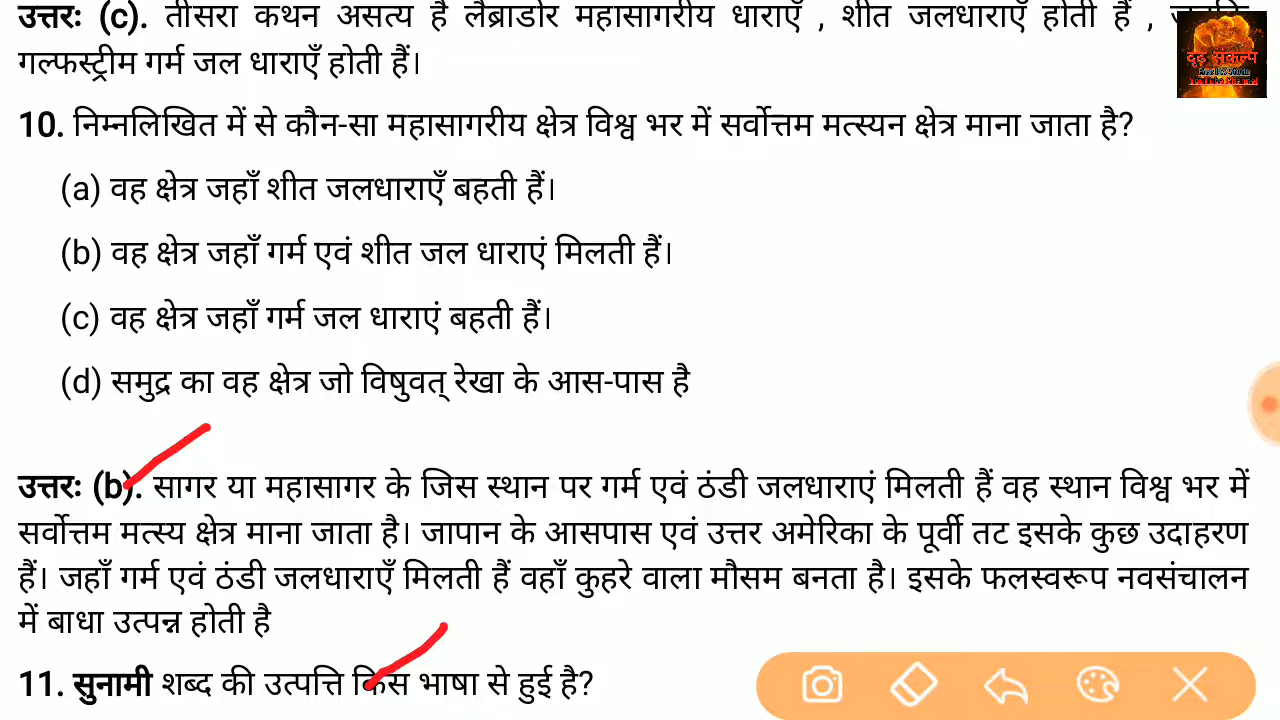 उत्तरः (c). तीसरा कथन असत्य है लैब्राडोर महासागरीय धाराएँ , शीत जलधाराएँ होती हैं ,
गल्फस्ट्रीम गर्म जल धाराएँ होती हैं।
दृढ़ संकल्प
10. निम्नलिखित में से कौन-सा महासागरीय क्षेत्र विश्व भर में सर्वोत्तम मत्स्यन क्षेत्र माना जाता है?
(a) वह क्षेत्र जहाँ शीत जलधाराएँ बहती हैं।
(b) वह क्षेत्र जहाँ गर्म एवं शीत जल धाराएं मिलती हैं।
(c) वह क्षेत्र जहाँ गर्म जल धाराएं बहती हैं।
(d) समुद्र का वह क्षेत्र जो विषुवत् रेखा के आस-पास है
उत्तरः (b). सागर या महासागर के जिस स्थान पर गर्म एवं ठंडी जलधाराएं मिलती हैं वह स्थान विश्व भर में
सर्वोत्तम मत्स्य क्षेत्र माना जाता है। जापान के आसपास एवं उत्तर अमेरिका के पूर्वी तट इसके कुछ उदाहरण
हैं। जहाँ गर्म एवं ठंडी जलधाराएँ मिलती हैं वहाँ कुहरे वाला मौसम बनता है। इसके फलस्वरूप नवसंचालन
में बाधा उत्पन्न होती है
11. सुनामी शब्द की उत्पत्ति किस भाषा से हुई है?